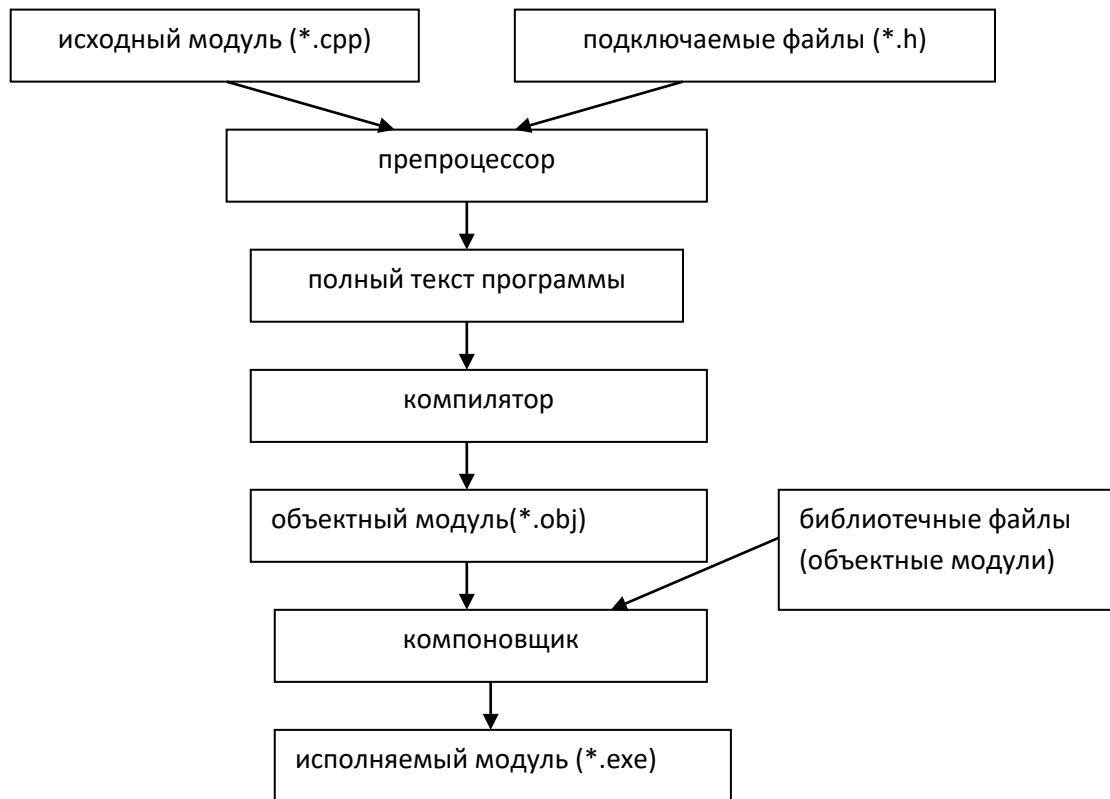 исходный модуль (*.cpp)
подключаемые файлы (*.h)
препроцессор
полный текст программы
компилятор
объектный модуль(*.obj)
библиотечные файлы
(объектные модули)
компоновщик
исполняемый модуль (*.exe)